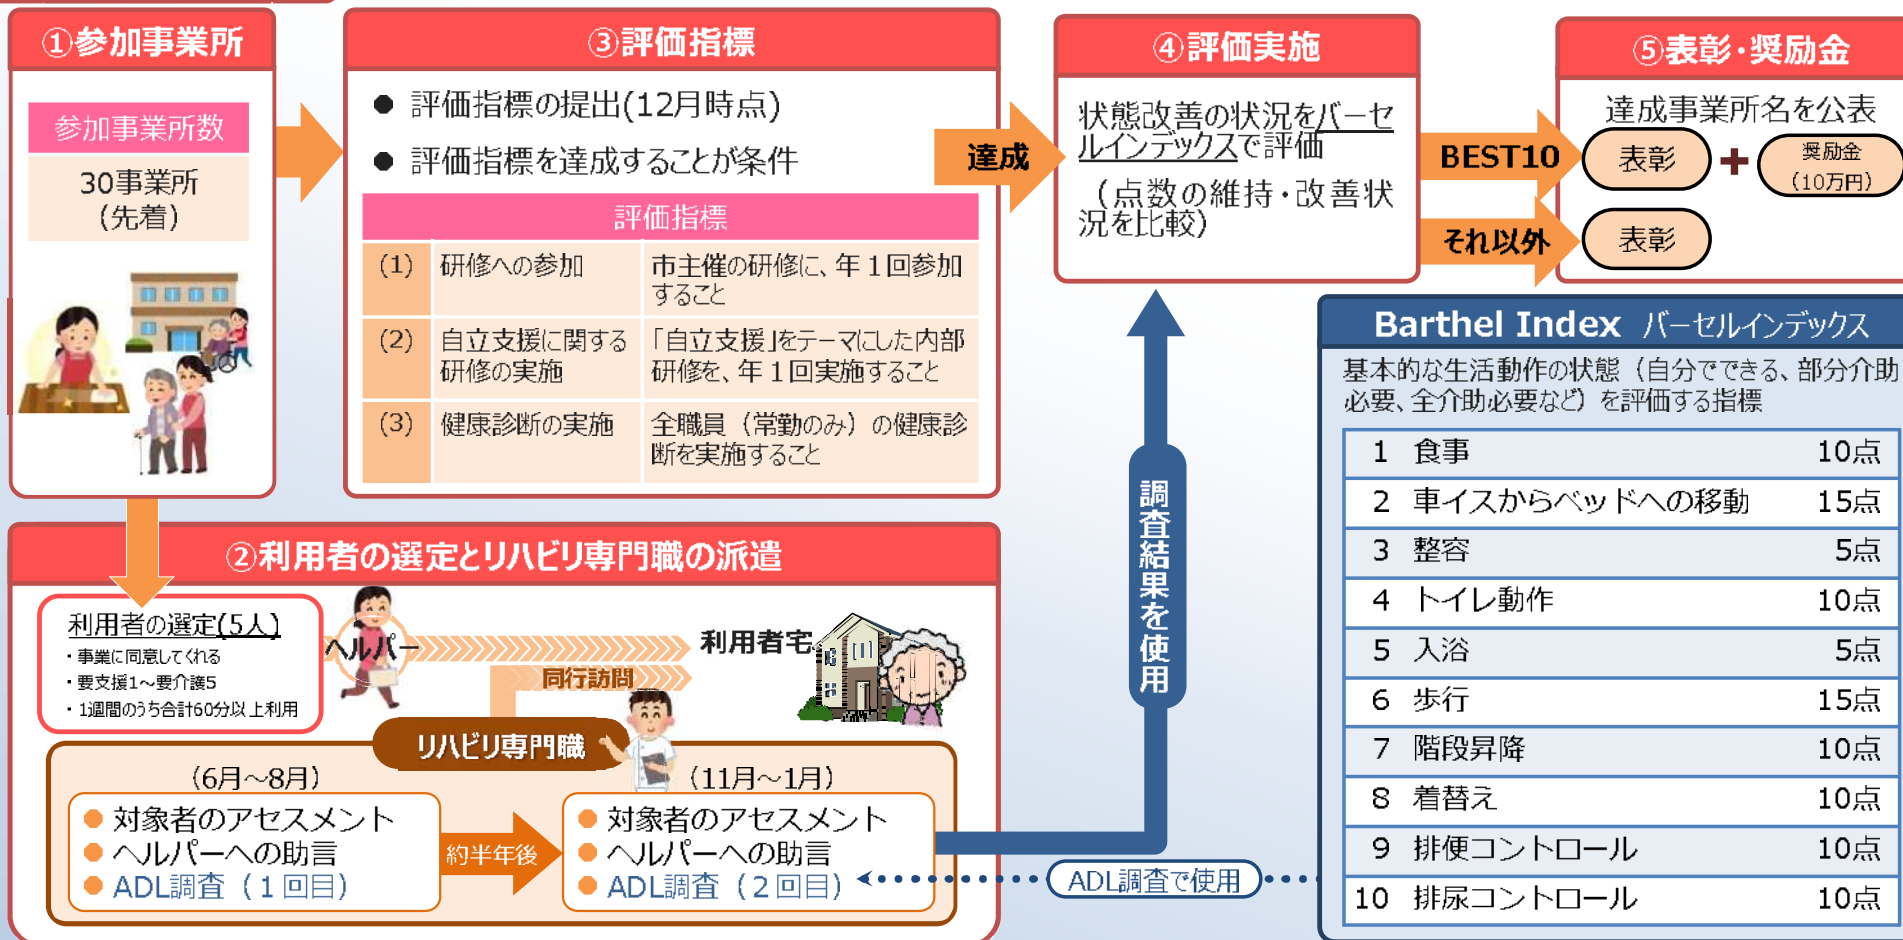 ①参加事業所
参加事業所数
30事業所
(先着)
③評価指標
● 評価指標の提出(12月時点)
● 評価指標を達成することが条件
評価指標
(1) 研修への参加 市主催の研修に、年1回参加
すること
(2) 自立支援に関する 「自立支援」をテーマにした内部
研修の実施 研修を、年1回実施すること
(3) 健康診断の実施 全職員（常勤のみ）の健康診
断を実施すること
達成
④評価実施
状態改善の状況をバーセ
ルインデックスで評価
（点数の維持・改善状
況を比較）
BEST10
それ以外
⑤表彰・奨励金
達成事業所名を公表
表彰
+
奨励金
(10万円)
表彰
②利用者の選定とリハビリ専門職の派遣
利用者の選定(5人)
・事業に同意してくれる
・要支援1～要介護5
・1週間のうち合計60分以上利用
ヘルパー
同行訪問
利用者宅
リハビリ専門職
（6月～8月）
● 対象者のアセスメント
● ヘルパーへの助言
● ADL調査（1回目）
約半年後
（11月～1月）
● 対象者のアセスメント
● ヘルパーへの助言
● ADL調査（2回目）
調査結果を使用
ADL調査で使用
Barthel Index バーセルインデックス
基本的な生活動作の状態（自分でできる、部分介助
必要、全介助必要など）を評価する指標
1 食事 10点
2 車イスからベッドへの移動 15点
3 整容 5点
4 トイレ動作 10点
5 入浴 5点
6 歩行 15点
7 階段昇降 10点
8 着替え 10点
9 排便コントロール 10点
10 排尿コントロール 10点